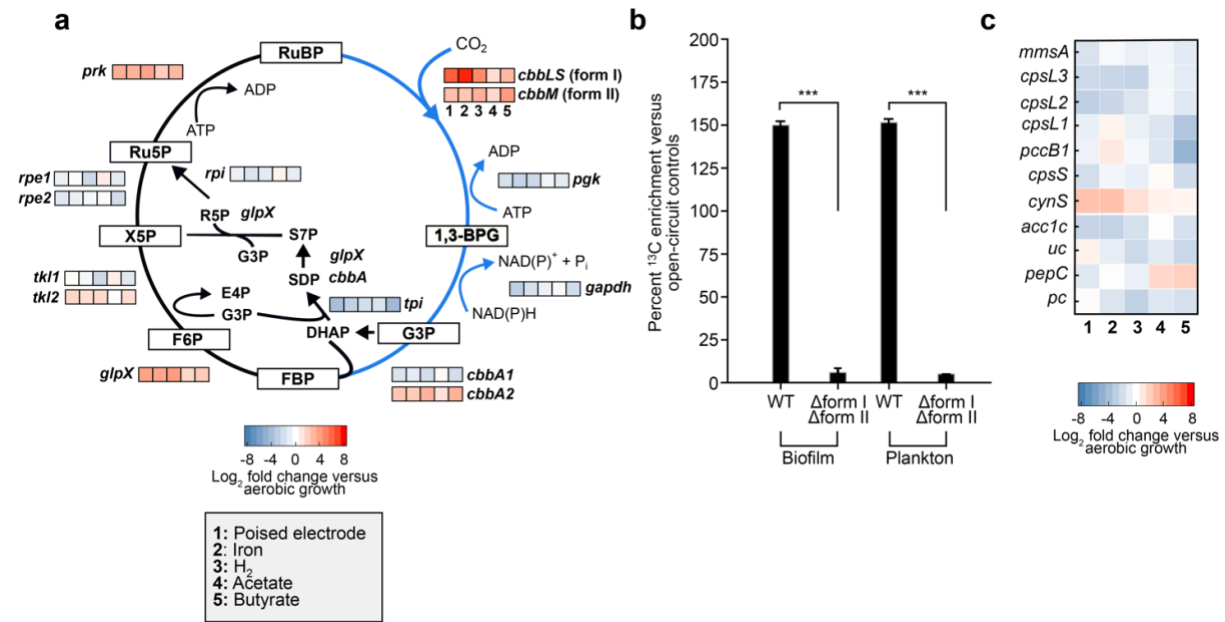 a
RuBP
CO2
prk
ADP
ATP
cbbLS (form I)
cbbM (form II)
1 2 3 4 5
Ru5P
rpe1
rpe2
rpi
ADP
pgk
ATP
R5P
glpX
X5P
S7P
G3P
1,3-BPG
glpX
cbbA
SDP
NAD(P)+ + Pi
gapdh
NAD(P)H
tkl1
tkl2
E4P
G3P
tpi
DHAP
G3P
F6P
glpX
FBP
cbbA1
cbbA2
-8 -4 0 4 8
Log2 fold change versus
aerobic growth
1: Poised electrode
2: Iron
3: H2
4: Acetate
5: Butyrate
b
Percent 13C enrichment versus
open-circuit controls
200
175
150
125
100
75
50
25
0
***
***
WT
Δform I
Δform II
WT
Δform I
Δform II
Biofilm
Plankton
c
mmsA
cpsL3
cpsL2
cpsL1
pccB1
cpsS
cynS
acc1c
uc
pepC
pc
1 2 3 4 5
-8 -4 0 4 8
Log2 fold change versus
aerobic growth